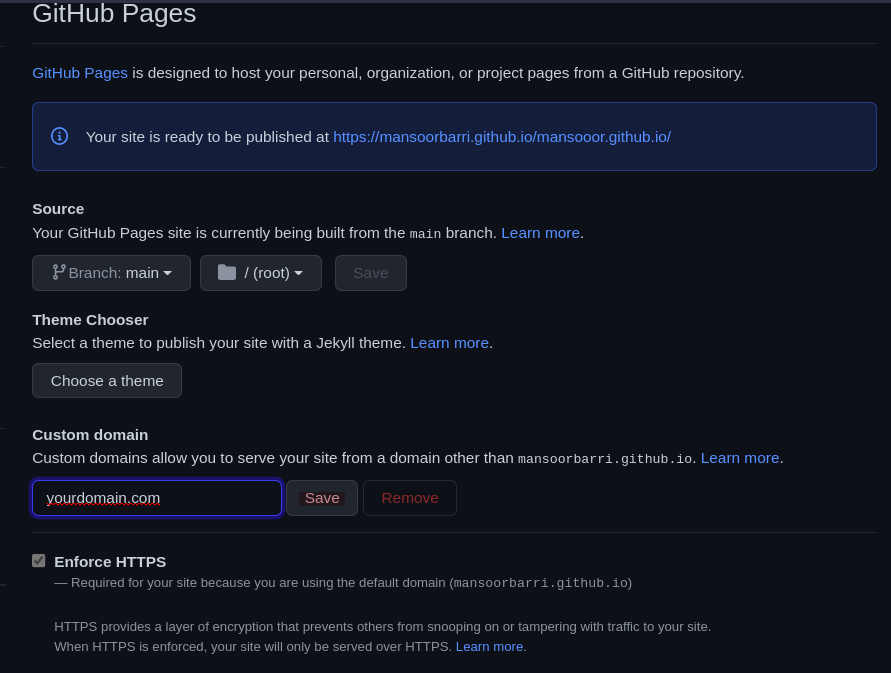 GitHub Pages
GitHub Pages is designed to host your personal, organization, or project pages from a GitHub repository.
Your site is ready to be published at https://mansoorbarri.github.io/mansooor.github.io/
Source
Your GitHub Pages site is currently being built from the main branch. Learn more.
Branch: main / (root) Save
Theme Chooser
Select a theme to publish your site with a Jekyll theme. Learn more.
Choose a theme
Custom domain
Custom domains allow you to serve your site from a domain other than mansoorbarri.github.io. Learn more.
yourdomain.com Save Remove
Enforce HTTPS
— Required for your site because you are using the default domain (mansoorbarri.github.io)
HTTPS provides a layer of encryption that prevents others from snooping on or tampering with traffic to your site.
When HTTPS is enforced, your site will only be served over HTTPS. Learn more.